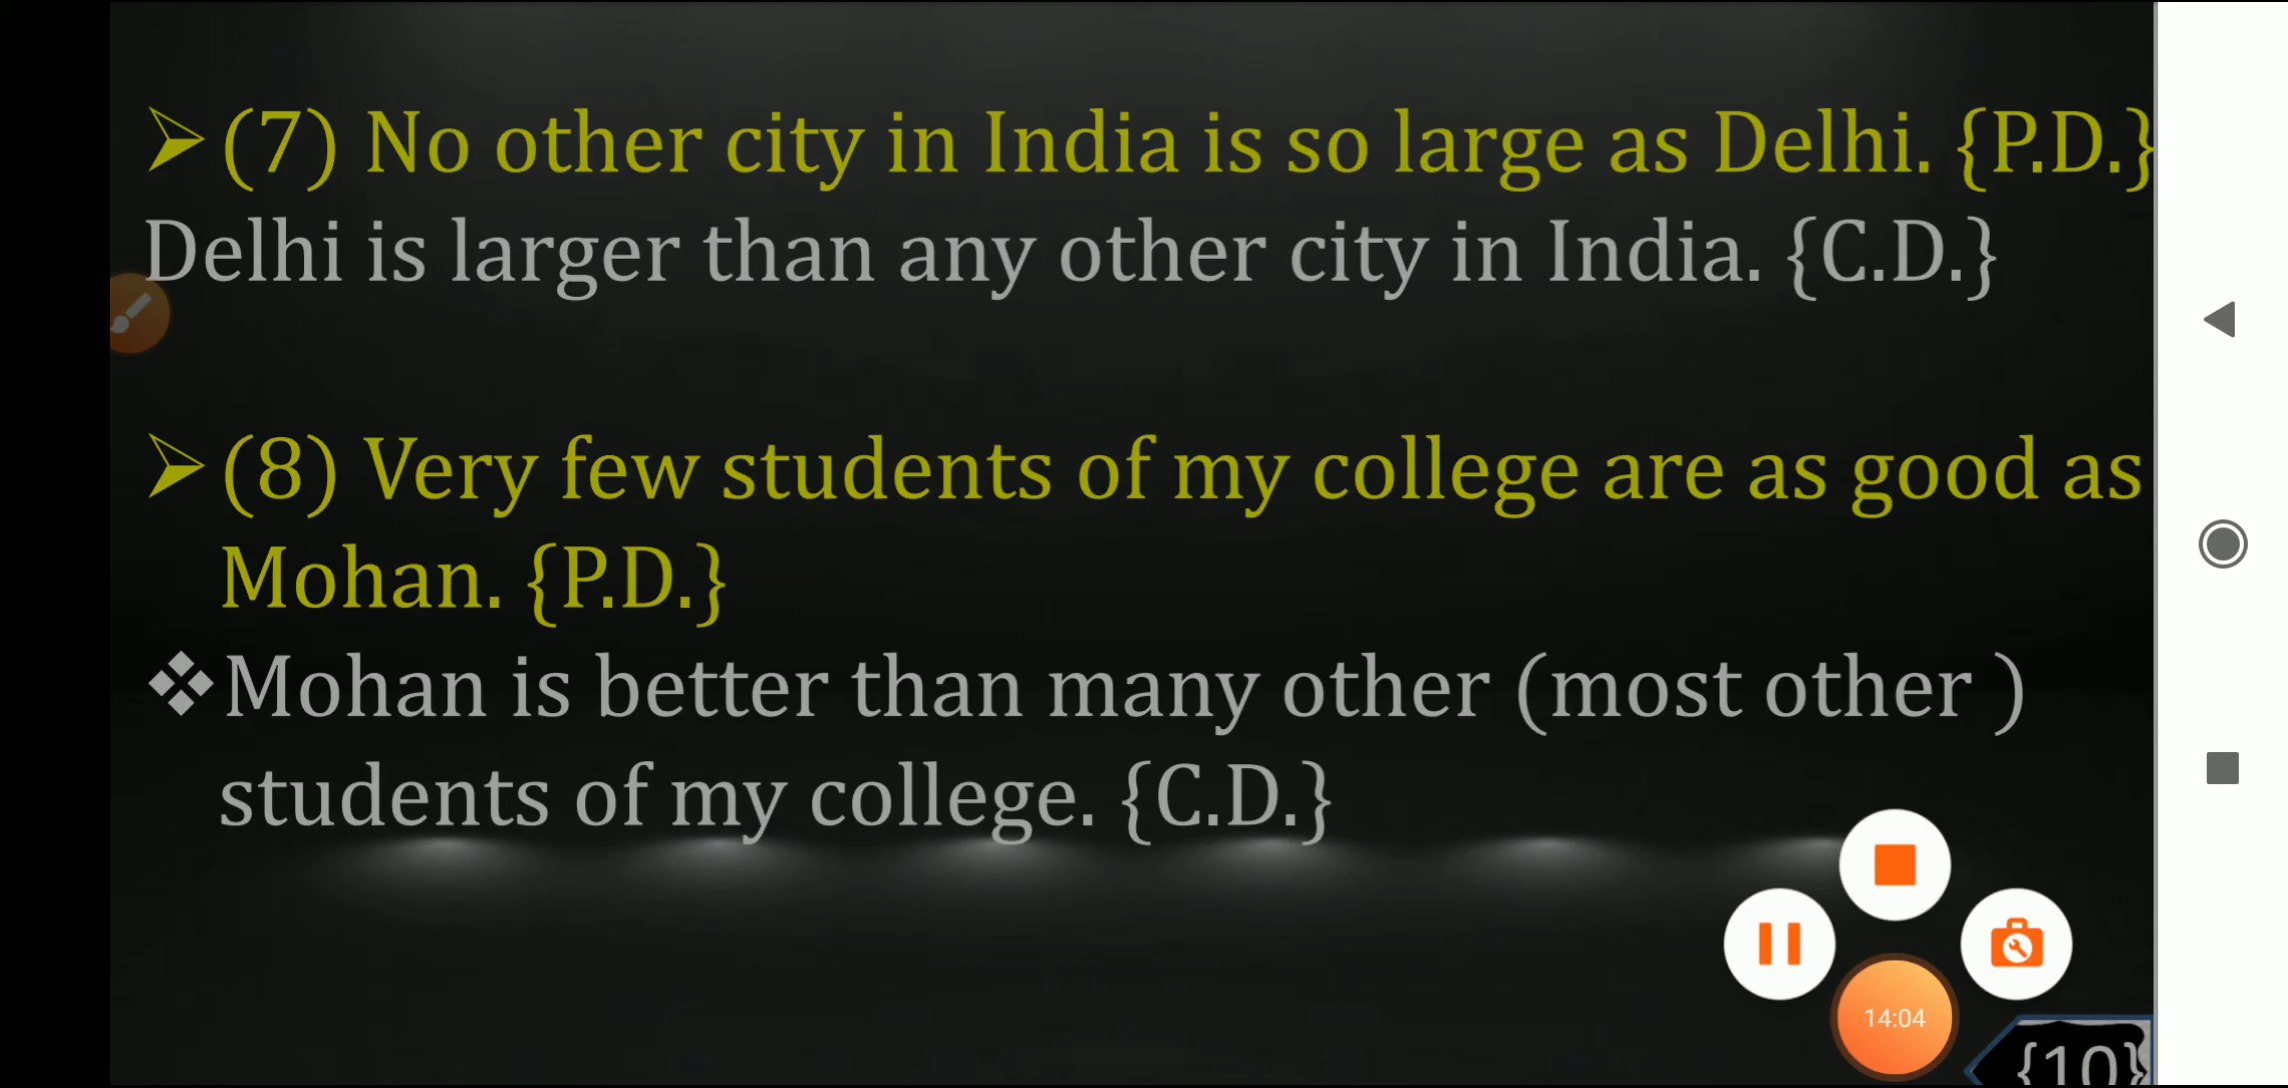 (7) No other city in India is so large as Delhi. {P.D.}
Delhi is larger than any other city in India. {C.D.}
(8) Very few students of my college are as good as
Mohan. {P.D.}
Mohan is better than many other (most other )
students of my college. {C.D.}
14:04
{10}